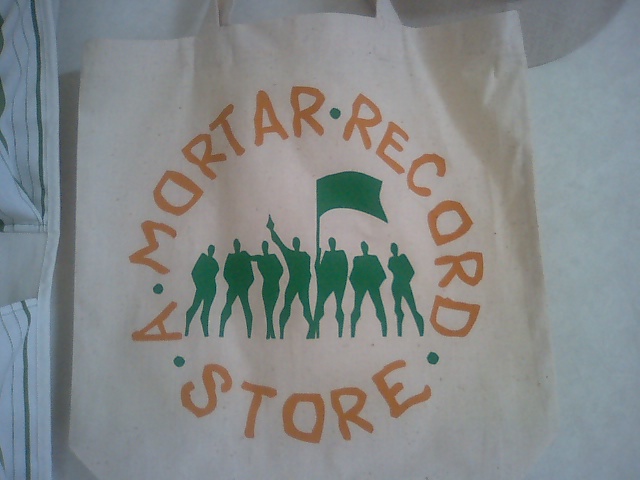 A • MORTAR • RECORD • STORE •